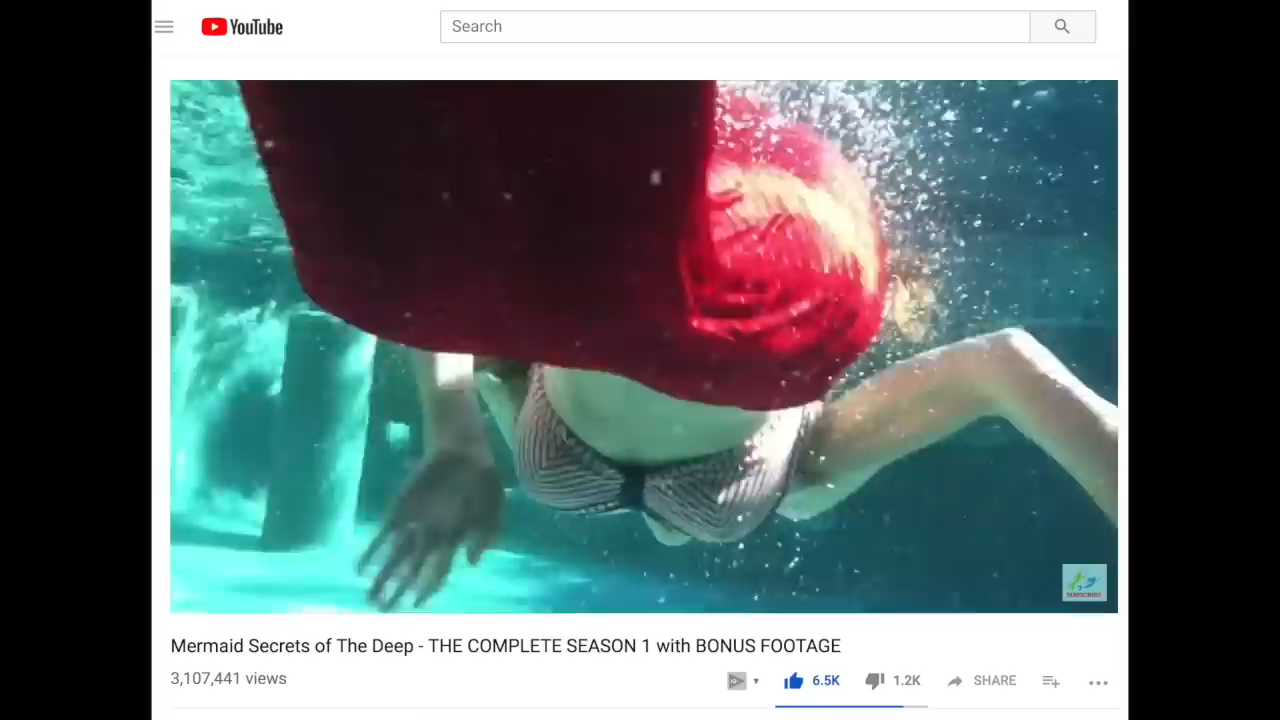 YouTube
Search
SUBSCRIBE
Mermaid Secrets of The Deep - THE COMPLETE SEASON 1 with BONUS FOOTAGE
3,107,441 views
6.5K
1.2K
SHARE